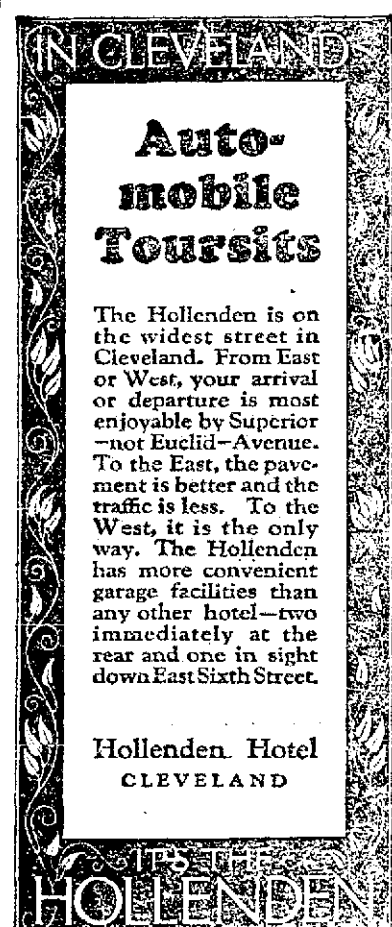 IN CLEVELAND
Auto-
mobile
Toursits
The Hollenden is on
the widest street in
Cleveland. From East
or West, your arrival
or departure is most
enjoyable by Superior
—not Euclid—Avenue.
To the East, the pave-
ment is better and the
traffic is less. To the
West, it is the only
way. The Hollenden
has more convenient
garage facilities than
any other hotel—two
immediately at the
rear and one in sight
down East Sixth Street.
Hollenden Hotel
CLEVELAND
IT'S THE
HOLLENDEN